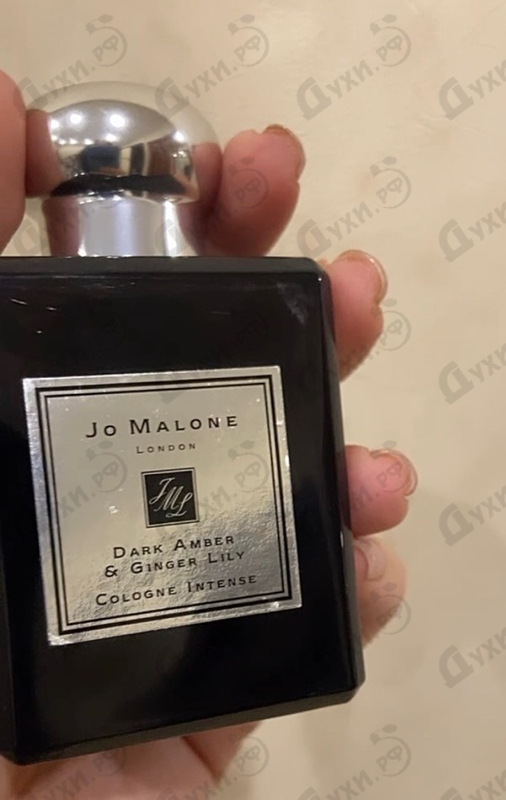 Jo Malone
London
JML
Dark Amber
& Ginger Lily
Cologne Intense
Духи.рф